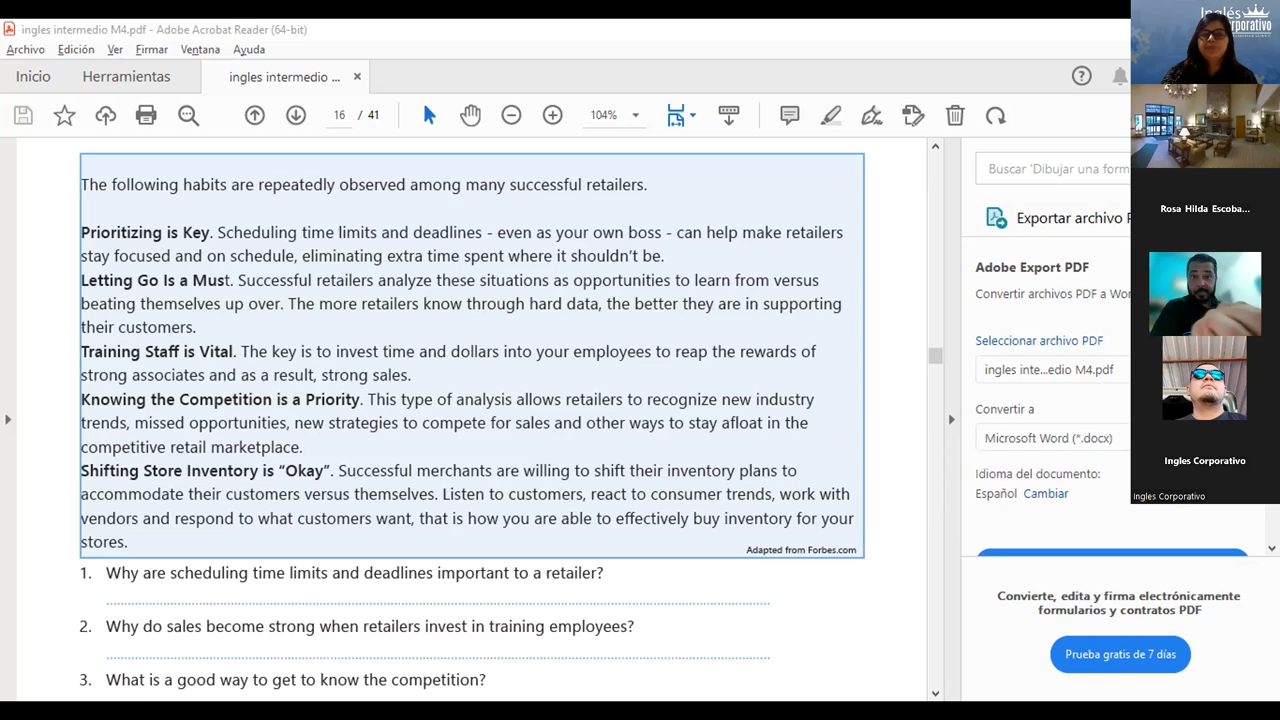 ingles intermedio M4.pdf - Adobe Acrobat Reader (64-bit)
Archivo Edición Ver Firmar Ventana Ayuda
Inicio Herramientas ingles intermedio ... ×
16 / 41 104%
The following habits are repeatedly observed among many successful retailers.
Prioritizing is Key. Scheduling time limits and deadlines - even as your own boss - can help make retailers
stay focused and on schedule, eliminating extra time spent where it shouldn't be.
Letting Go Is a Must. Successful retailers analyze these situations as opportunities to learn from versus
beating themselves up over. The more retailers know through hard data, the better they are in supporting
their customers.
Training Staff is Vital. The key is to invest time and dollars into your employees to reap the rewards of
strong associates and as a result, strong sales.
Knowing the Competition is a Priority. This type of analysis allows retailers to recognize new industry
trends, missed opportunities, new strategies to compete for sales and other ways to stay afloat in the
competitive retail marketplace.
Shifting Store Inventory is "Okay". Successful merchants are willing to shift their inventory plans to
accommodate their customers versus themselves. Listen to customers, react to consumer trends, work with
vendors and respond to what customers want, that is how you are able to effectively buy inventory for your
stores.
Adapted from Forbes.com
1. Why are scheduling time limits and deadlines important to a retailer?
2. Why do sales become strong when retailers invest in training employees?
3. What is a good way to get to know the competition?
Buscar 'Dibujar una form
Exportar archivo P
Adobe Export PDF
Convertir archivos PDF a Wor
Seleccionar archivo PDF
ingles inte...edio M4.pdf
Convertir a
Microsoft Word (*.docx)
Idioma del documento:
Español Cambiar
Convierte, edita y firma electrónicamente
formularios y contratos PDF
Prueba gratis de 7 días
Inglés
Corporativo
Rosa Hilda Escoba...
Ingles Corporativo
Ingles Corporativo